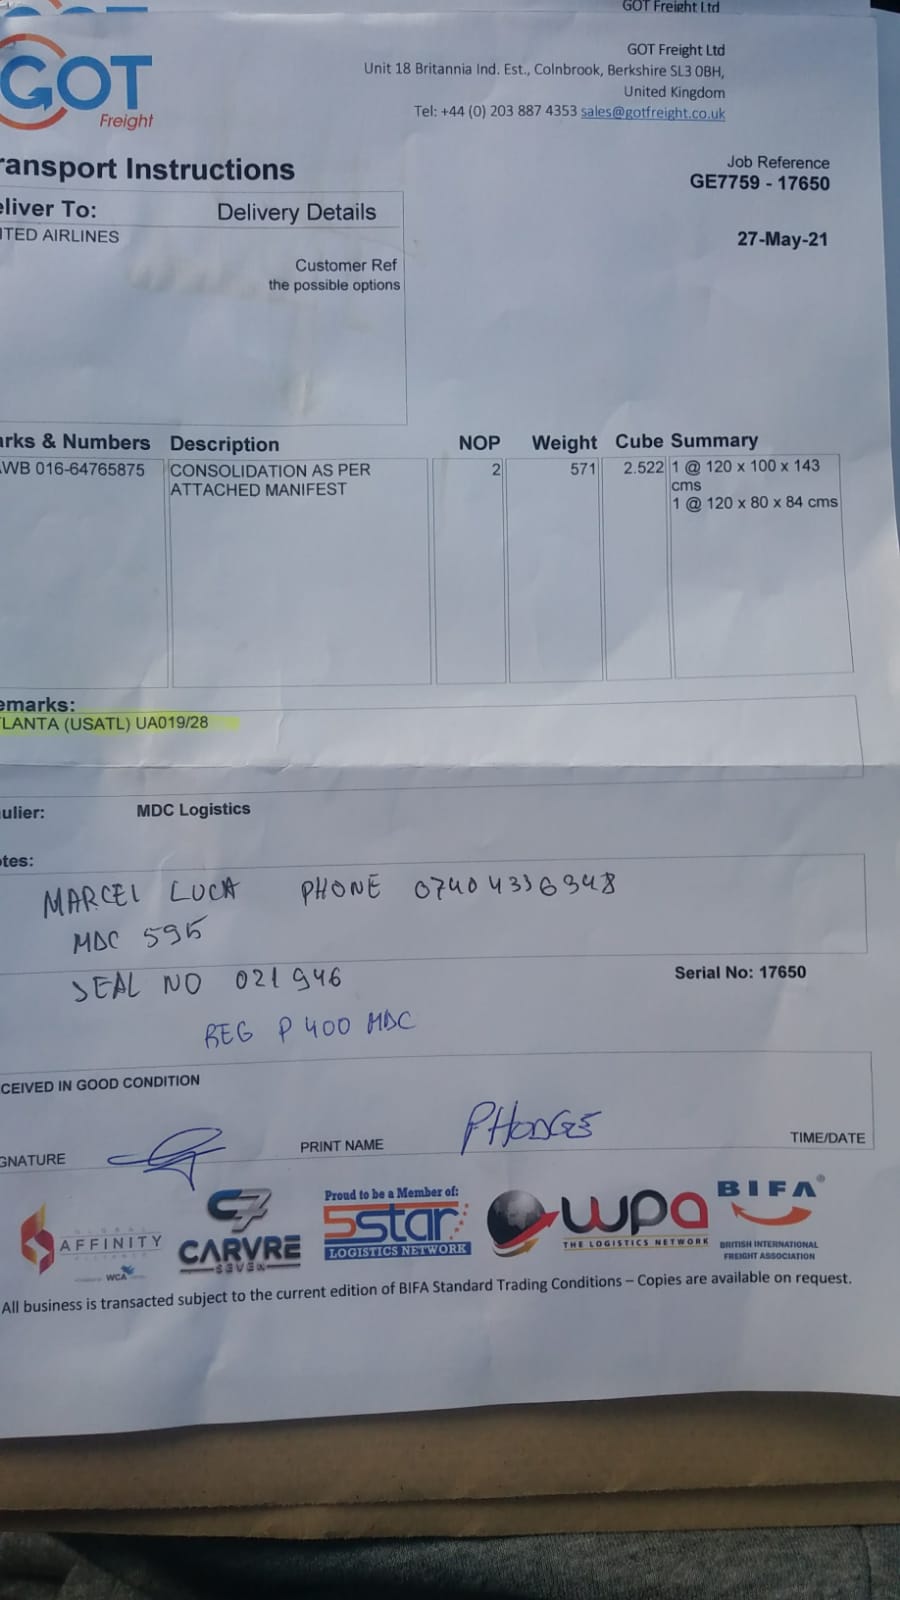 GOT Freight Ltd
GOT
Freight
GOT Freight Ltd
Unit 18 Britannia Ind. Est., Colnbrook, Berkshire SL3 0BH,
United Kingdom
Tel: +44 (0) 203 887 4353 sales@gotfreight.co.uk
ransport Instructions
Job Reference
GE7759 - 17650
eliver To: Delivery Details
ITED AIRLINES
27-May-21
Customer Ref
the possible options
arks & Numbers Description NOP Weight Cube Summary
AWB 016-64765875 CONSOLIDATION AS PER 2 571 2.522 1 @ 120 x 100 x 143
ATTACHED MANIFEST cms
1 @ 120 x 80 x 84 cms
emarks:
TLANTA (USATL) UA019/28
ulier: MDC Logistics
otes:
MARCEL LUCA PHONE 07404336948
MDC 595
SEAL NO 021946
Serial No: 17650
REG P400 MDC
CEIVED IN GOOD CONDITION
GNATURE PRINT NAME PHODGES TIME/DATE
GLOBAL
AFFINITY
WCA
CARVRE
SEVEN
Proud to be a Member of:
5star
LOGISTICS NETWORK
wpa
THE LOGISTICS NETWORK
BIFA
BRITISH INTERNATIONAL
FREIGHT ASSOCIATION
All business is transacted subject to the current edition of BIFA Standard Trading Conditions – Copies are available on request.